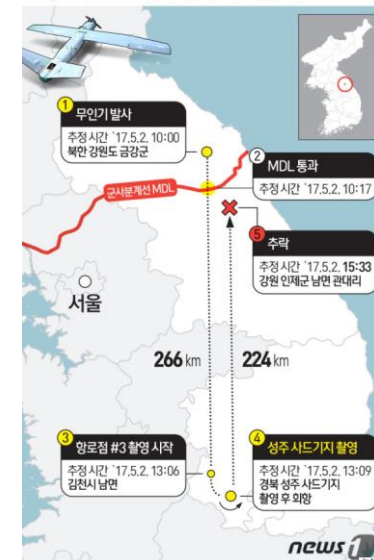 ① 무인기 발사
추정 시간 `17.5.2, 10:00
북한 강원도 금강군
② MDL 통과
추정 시간 `17.5.2, 10:17
군사분계선 MDL
⑤ 추락
추정 시간 `17.5.2, 15:33
강원 인제군 남면 관대리
서울
266 km
224 km
③ 항로점 #3 촬영 시작
추정 시간 `17.5.2, 13:06
김천시 남면
④ 성주 사드기지 촬영
추정 시간 `17.5.2, 13:09
경북 성주 사드기지
촬영 후 회항
news1